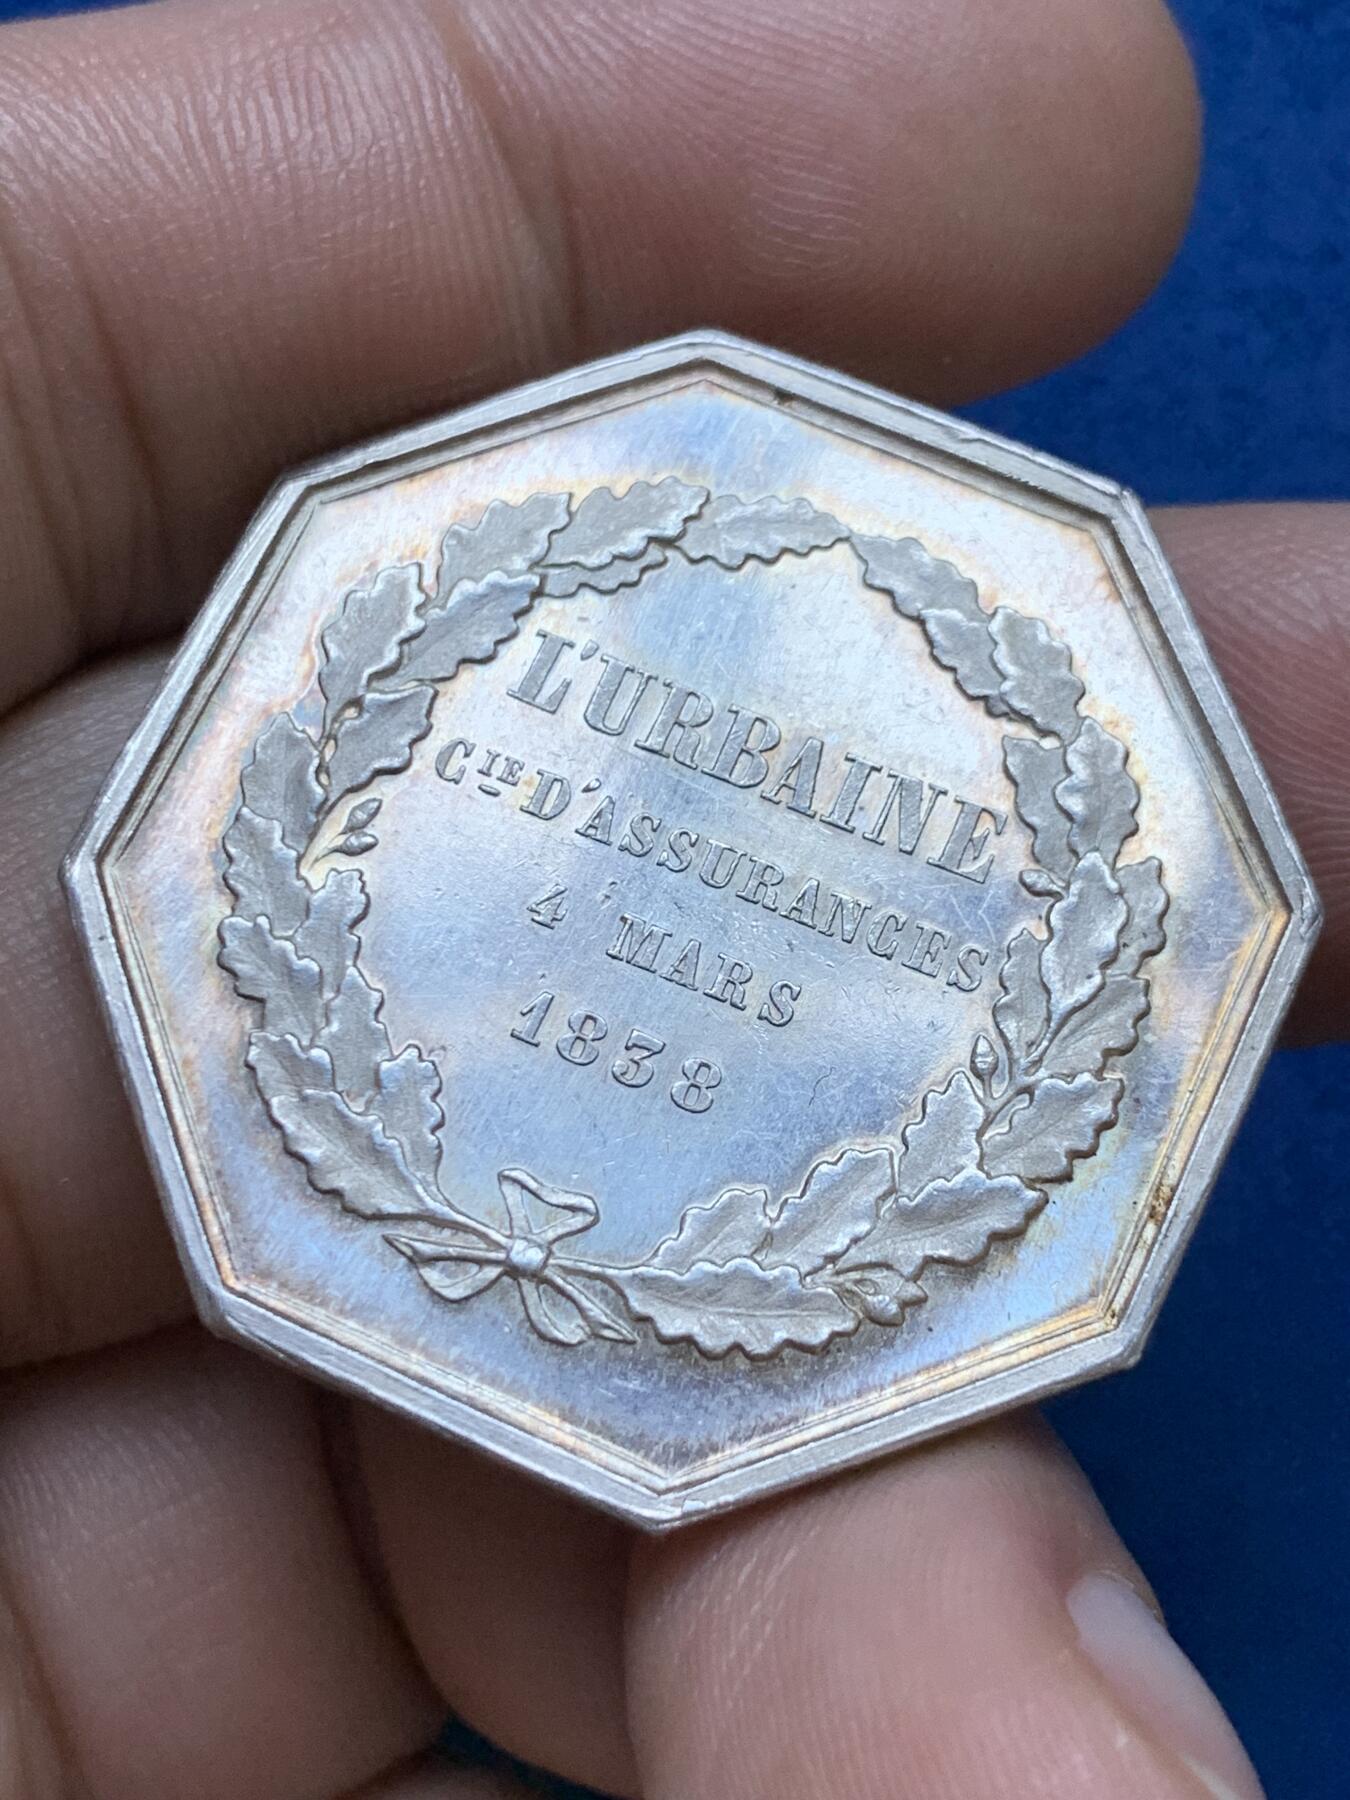 L'URBAINE
CIE D'ASSURANCES
4 MARS
1838